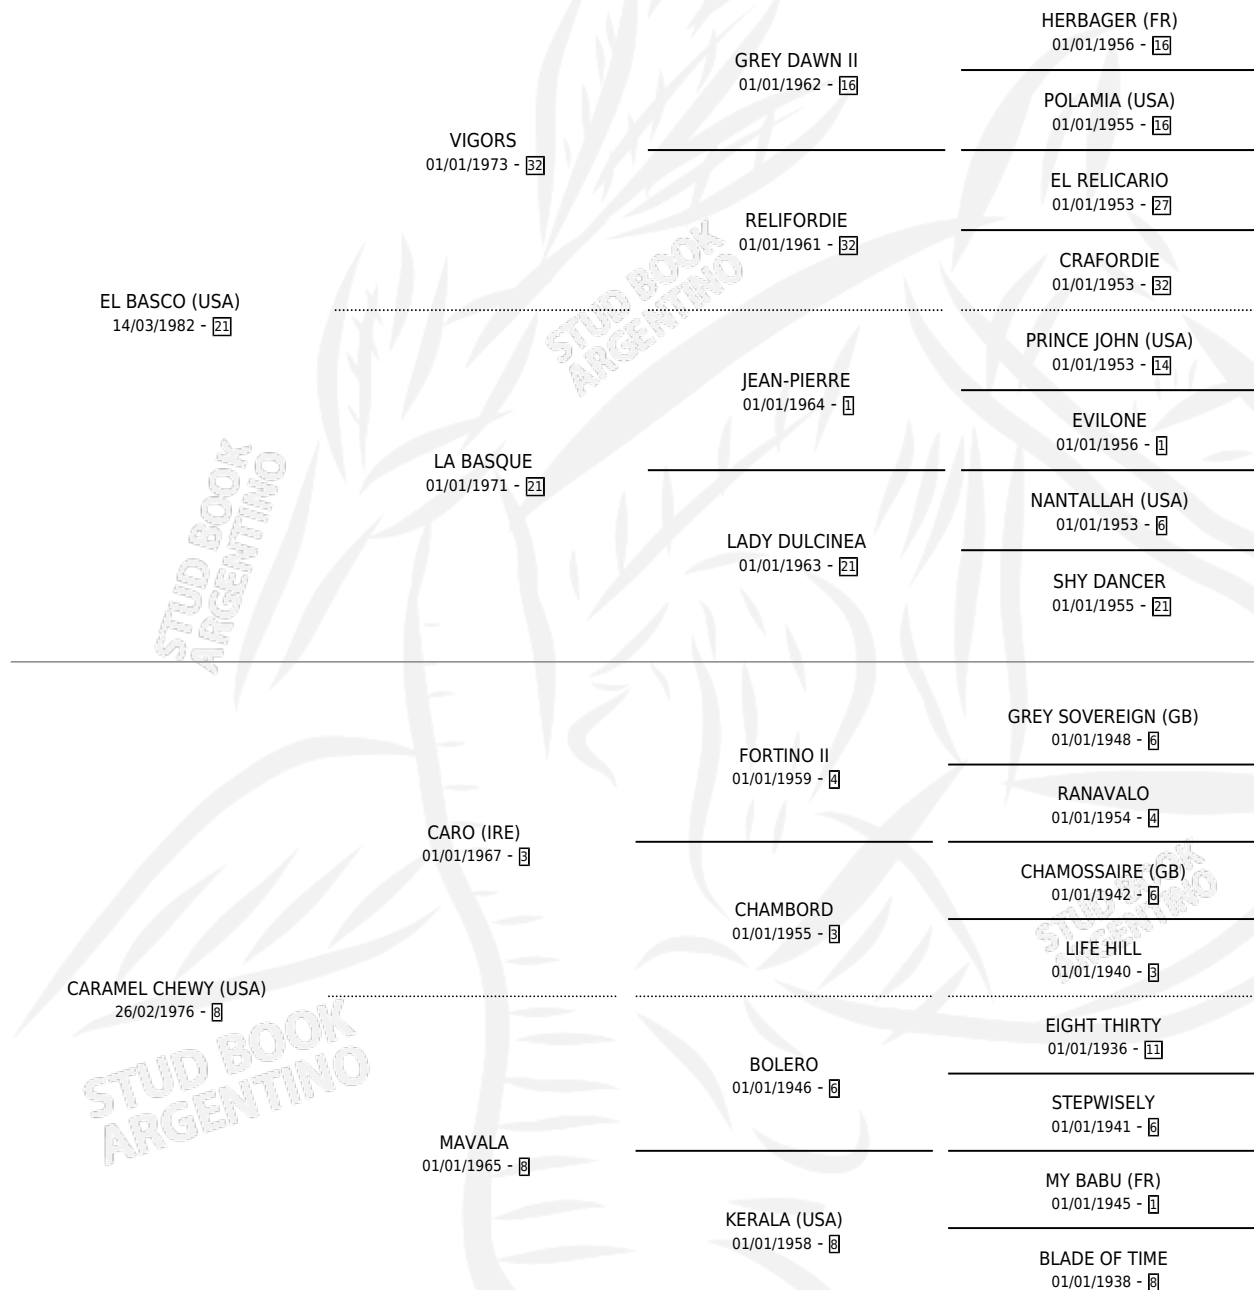 HERBAGER (FR)
01/01/1956 - 16
GREY DAWN II
01/01/1962 - 16
POLAMIA (USA)
01/01/1955 - 16
VIGORS
01/01/1973 - 32
EL RELICARIO
01/01/1953 - 27
RELIFORDIE
01/01/1961 - 32
CRAFORDIE
01/01/1953 - 32
EL BASCO (USA)
14/03/1982 - 21
PRINCE JOHN (USA)
01/01/1953 - 14
JEAN-PIERRE
01/01/1964 - 1
EVILONE
01/01/1956 - 1
LA BASQUE
01/01/1971 - 21
NANTALLAH (USA)
01/01/1953 - 6
LADY DULCINEA
01/01/1963 - 21
SHY DANCER
01/01/1955 - 21
GREY SOVEREIGN (GB)
01/01/1948 - 6
FORTINO II
01/01/1959 - 4
RANAVALO
01/01/1954 - 4
CARO (IRE)
01/01/1967 - 3
CHAMOSSAIRE (GB)
01/01/1942 - 6
CHAMBORD
01/01/1955 - 3
LIFE HILL
01/01/1940 - 3
CARAMEL CHEWY (USA)
26/02/1976 - 8
EIGHT THIRTY
01/01/1936 - 11
BOLERO
01/01/1946 - 6
STEPWISELY
01/01/1941 - 6
MAVALA
01/01/1965 - 8
MY BABU (FR)
01/01/1945 - 1
KERALA (USA)
01/01/1958 - 8
BLADE OF TIME
01/01/1938 - 8
STUD BOOK
ARGENTINO
STUD BOOK
ARGENTINO
STUD BOOK
ARGENTINO
STUD BOOK
ARGENTINO